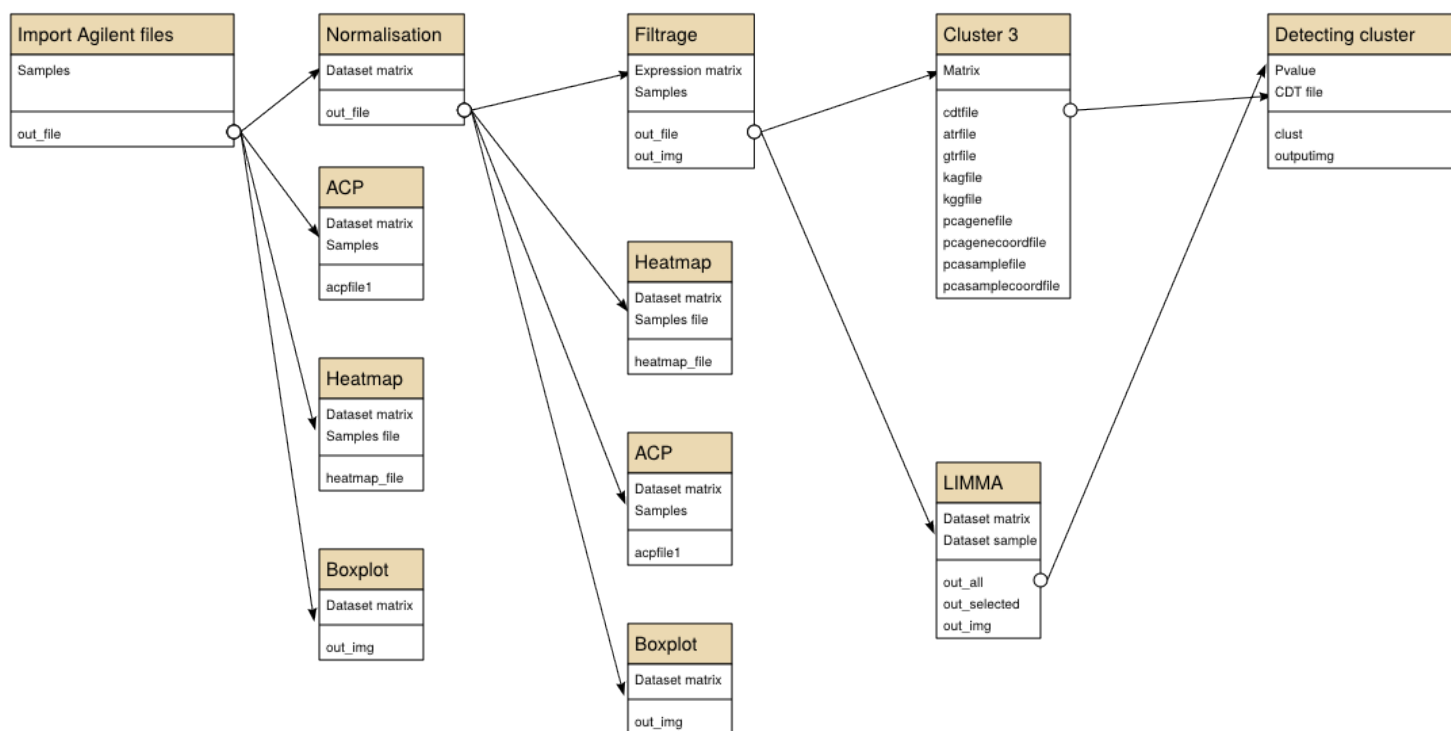 Import Agilent files
Samples
out_file
Normalisation
Dataset matrix
out_file
ACP
Dataset matrix
Samples
acpfile1
Heatmap
Dataset matrix
Samples file
heatmap_file
Boxplot
Dataset matrix
out_img
Filtrage
Expression matrix
Samples
out_file
out_img
Heatmap
Dataset matrix
Samples file
heatmap_file
ACP
Dataset matrix
Samples
acpfile1
Boxplot
Dataset matrix
out_img
Cluster 3
Matrix
cdtfile
atrfile
gtrfile
kagfile
kggfile
pcagenefile
pcagenecoordfile
pcasamplefile
pcasamplecoordfile
LIMMA
Dataset matrix
Dataset sample
out_all
out_selected
out_img
Detecting cluster
Pvalue
CDT file
clust
outputimg